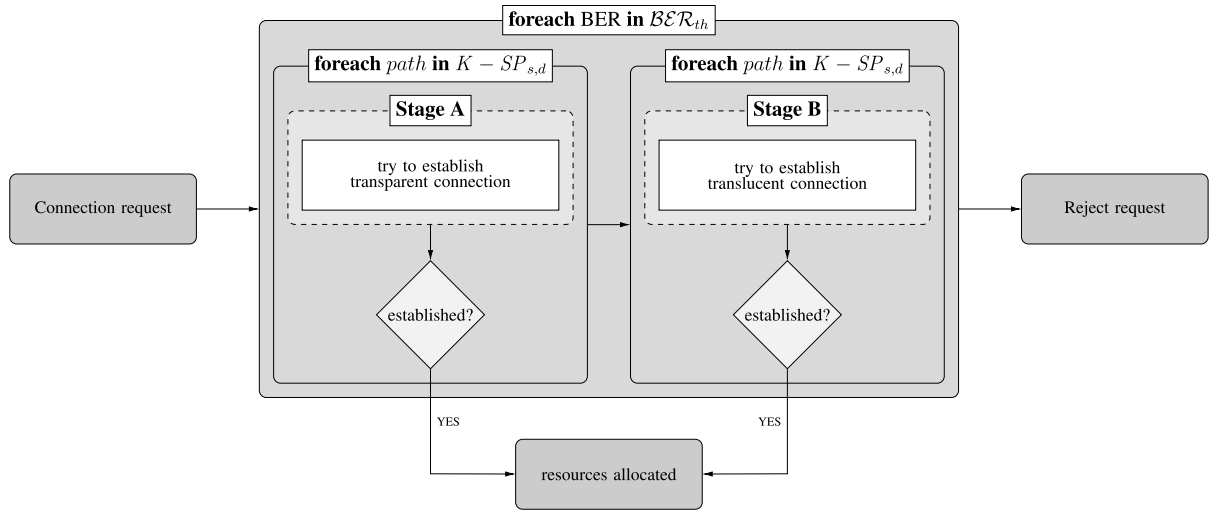 foreach BER in 𝓑𝓔𝓡_th
foreach path in K − SP_s,d
foreach path in K − SP_s,d
Stage A
Stage B
try to establish
transparent connection
try to establish
translucent connection
Connection request
Reject request
established?
established?
YES
YES
resources allocated